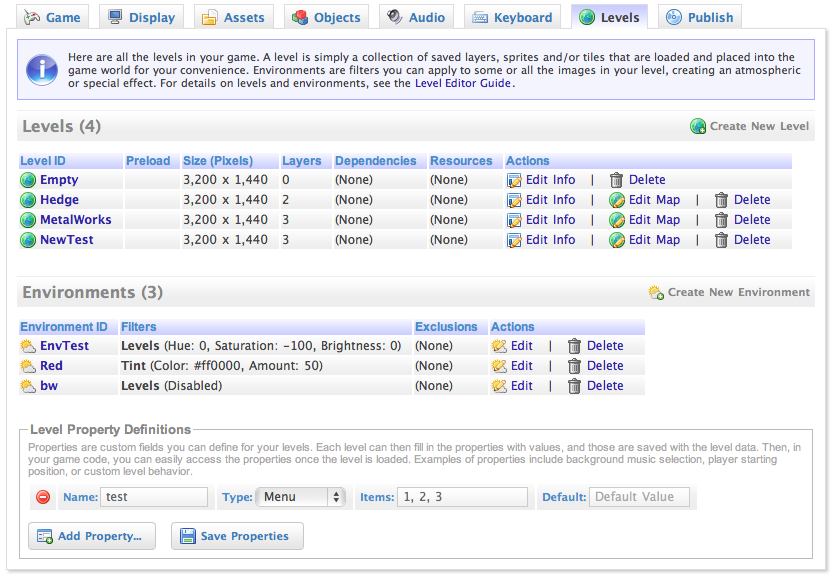 Game Display Assets Objects Audio Keyboard Levels Publish
Here are all the levels in your game. A level is simply a collection of saved layers, sprites and/or tiles that are loaded and placed into the
game world for your convenience. Environments are filters you can apply to some or all the images in your level, creating an atmospheric
or special effect. For details on levels and environments, see the Level Editor Guide.
Levels (4) Create New Level
Level ID Preload Size (Pixels) Layers Dependencies Resources Actions
Empty 3,200 x 1,440 0 (None) (None) Edit Info | Delete
Hedge 3,200 x 1,440 2 (None) (None) Edit Info | Edit Map | Delete
MetalWorks 3,200 x 1,440 3 (None) (None) Edit Info | Edit Map | Delete
NewTest 3,200 x 1,440 3 (None) (None) Edit Info | Edit Map | Delete
Environments (3) Create New Environment
Environment ID Filters Exclusions Actions
EnvTest Levels (Hue: 0, Saturation: -100, Brightness: 0) (None) Edit | Delete
Red Tint (Color: #ff0000, Amount: 50) (None) Edit | Delete
bw Levels (Disabled) (None) Edit | Delete
Level Property Definitions
Properties are custom fields you can define for your levels. Each level can then fill in the properties with values, and those are saved with the level data. Then, in
your game code, you can easily access the properties once the level is loaded. Examples of properties include background music selection, player starting
position, or custom level behavior.
Name: test Type: Menu Items: 1, 2, 3 Default: Default Value
Add Property... Save Properties